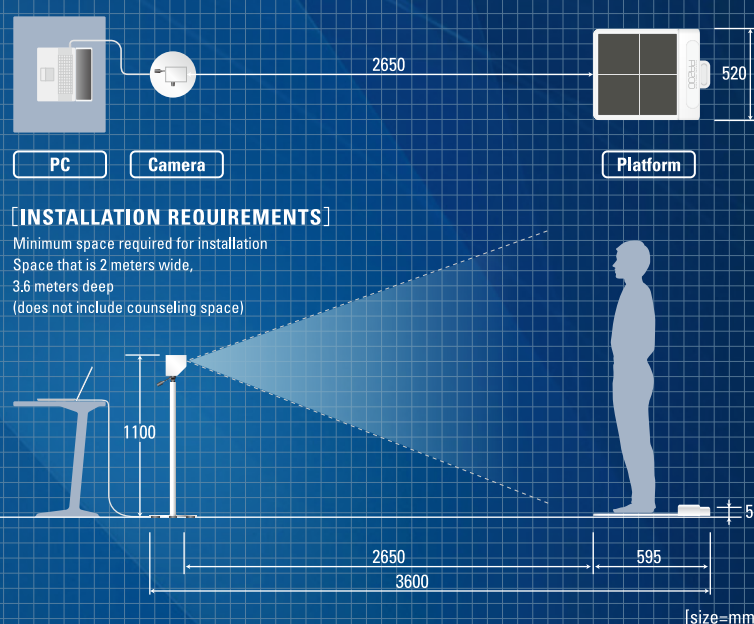 2650
520
PC
Camera
Platform
[INSTALLATION REQUIREMENTS]
Minimum space required for installation
Space that is 2 meters wide,
3.6 meters deep
(does not include counseling space)
1100
5
2650
595
3600
[size=mm